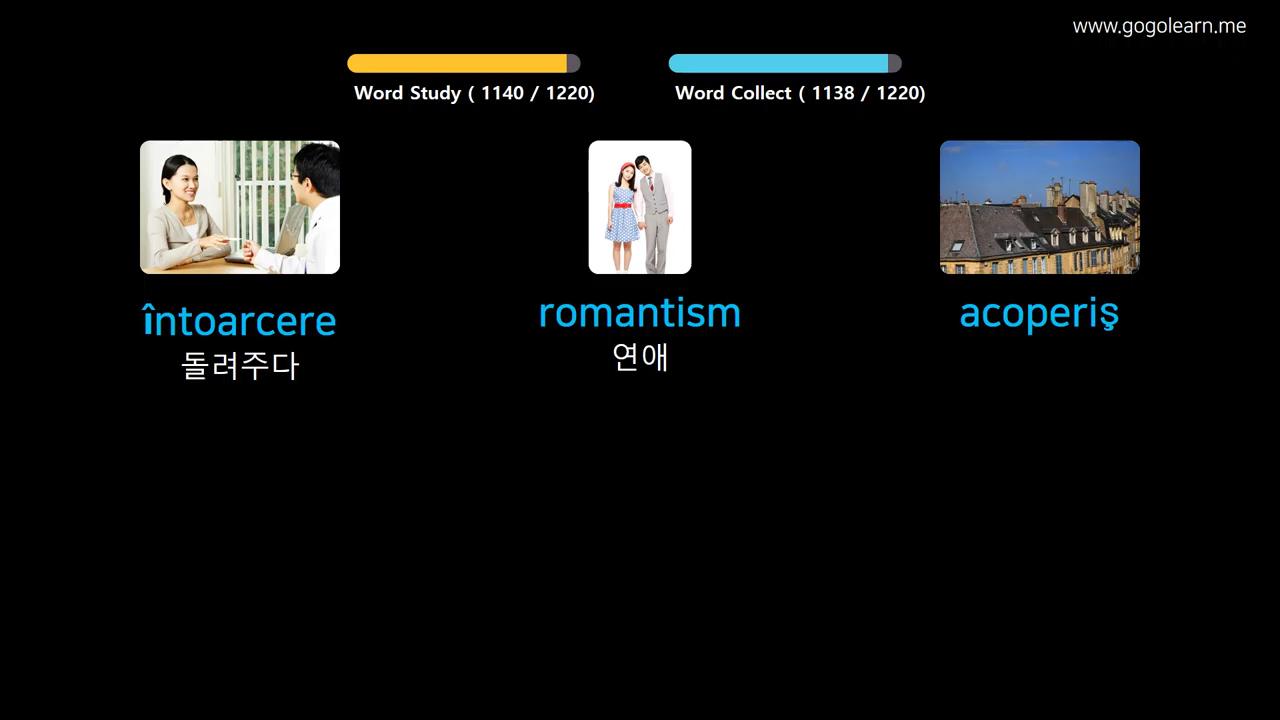 www.gogolearn.me
Word Study ( 1140 / 1220)
Word Collect ( 1138 / 1220)
întoarcere
romantism
acoperiş
돌려주다
연애